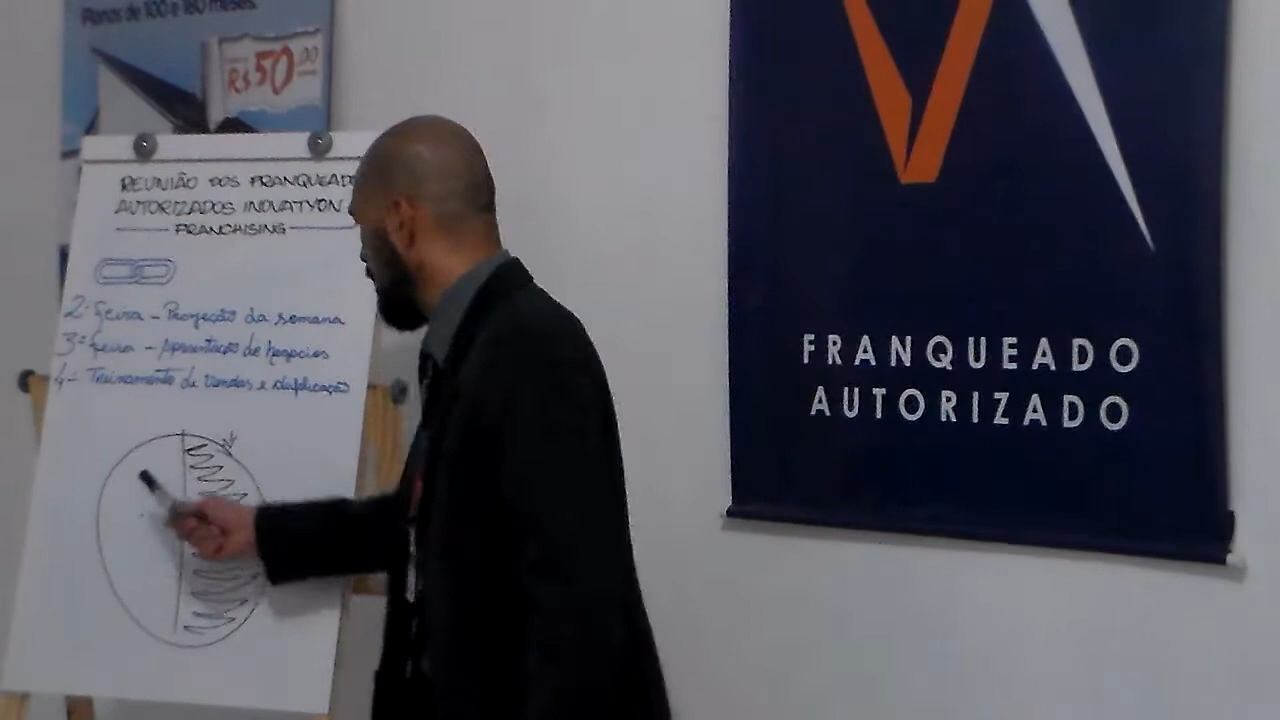 Planos de 100 e 180 meses.
R$50,00
REUNIÃO DOS FRANQUEADO
AUTORIZADOS INOVATYON
FRANCHISING
2ª Feira - Projeção da semana
3ª Feira - Apresentação de Negócios
4ª - Treinamento de vendas e duplicação
FRANQUEADO
AUTORIZADO